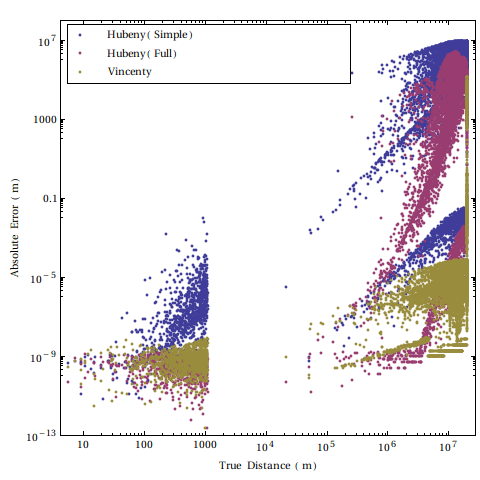 Hubeny( Simple)
Hubeny( Full)
Vincenty
10^7
1000
0.1
10^-5
10^-9
10^-13
Absolute Error ( m)
10 100 1000 10^4 10^5 10^6 10^7
True Distance ( m)